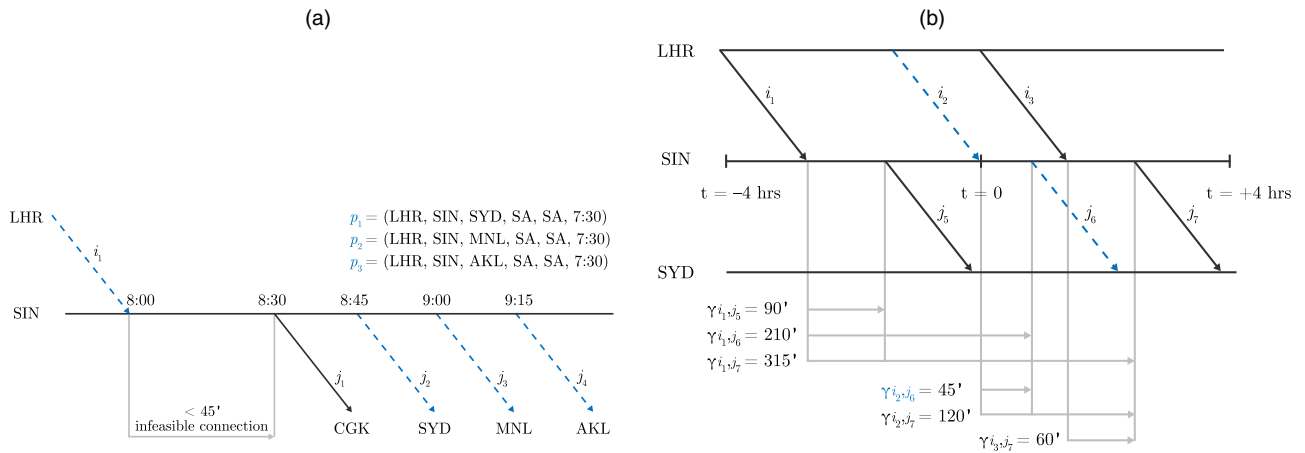 (a)
LHR
i₁
p₁ = (LHR, SIN, SYD, SA, SA, 7:30)
p₂ = (LHR, SIN, MNL, SA, SA, 7:30)
p₃ = (LHR, SIN, AKL, SA, SA, 7:30)
8:00
8:30
8:45
9:00
9:15
SIN
j₁
j₂
j₃
j₄
< 45'
infeasible connection
CGK
SYD
MNL
AKL
(b)
LHR
i₁
i₂
i₃
SIN
t = –4 hrs
t = 0
t = +4 hrs
j₅
j₆
j₇
SYD
γi₁,j₅ = 90'
γi₁,j₆ = 210'
γi₁,j₇ = 315'
γi₂,j₆ = 45'
γi₂,j₇ = 120'
γi₃,j₇ = 60'